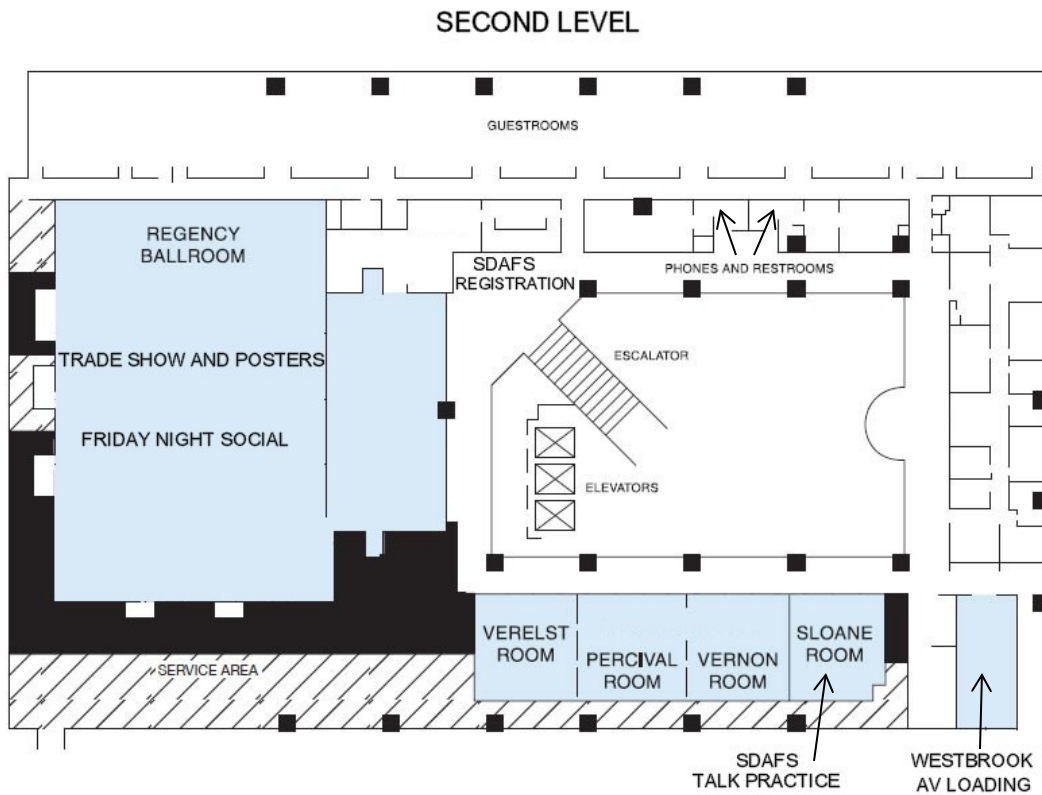 SECOND LEVEL
GUESTROOMS
REGENCY
BALLROOM
SDAFS
REGISTRATION
PHONES AND RESTROOMS
TRADE SHOW AND POSTERS
ESCALATOR
FRIDAY NIGHT SOCIAL
ELEVATORS
VERELST
ROOM
PERCIVAL
ROOM
VERNON
ROOM
SLOANE
ROOM
SERVICE AREA
SDAFS
TALK PRACTICE
WESTBROOK
AV LOADING